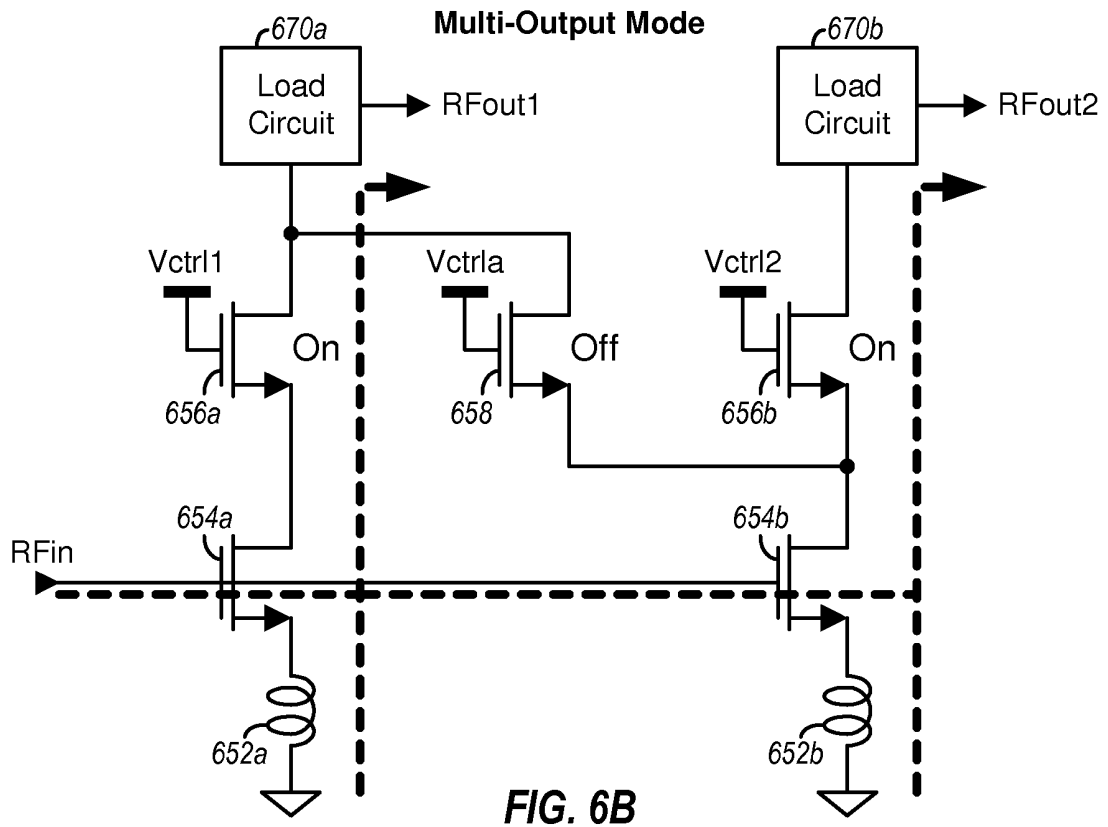 Multi-Output Mode
670a
670b
Load
Circuit
RFout1
Load
Circuit
RFout2
Vctrl1
Vctrla
Vctrl2
On
Off
On
656a
658
656b
654a
654b
RFin
652a
652b
FIG. 6B